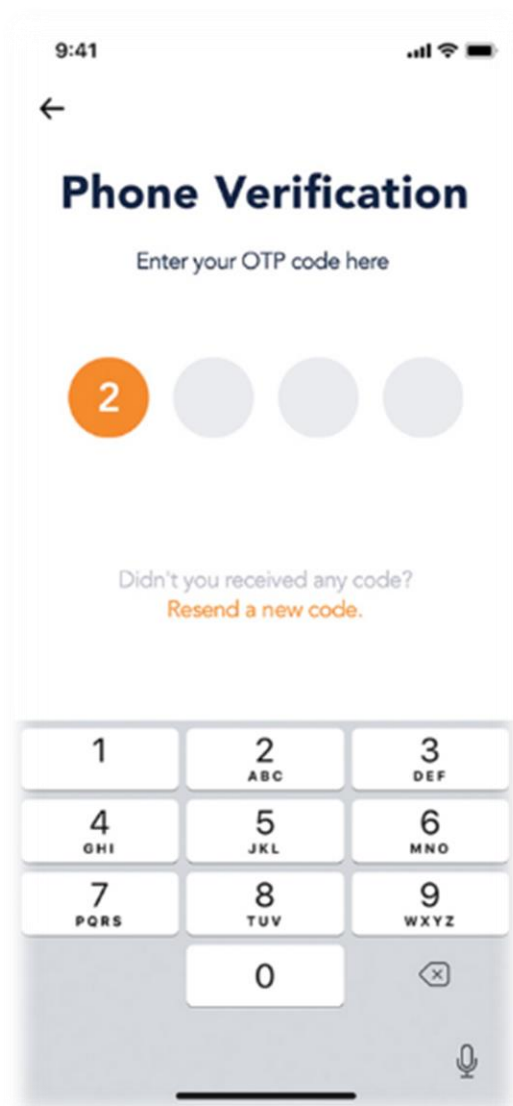 9:41
Phone Verification
Enter your OTP code here
2
Didn't you received any code?
Resend a new code.
1 2 3
ABC DEF
4 5 6
GHI JKL MNO
7 8 9
PQRS TUV WXYZ
0